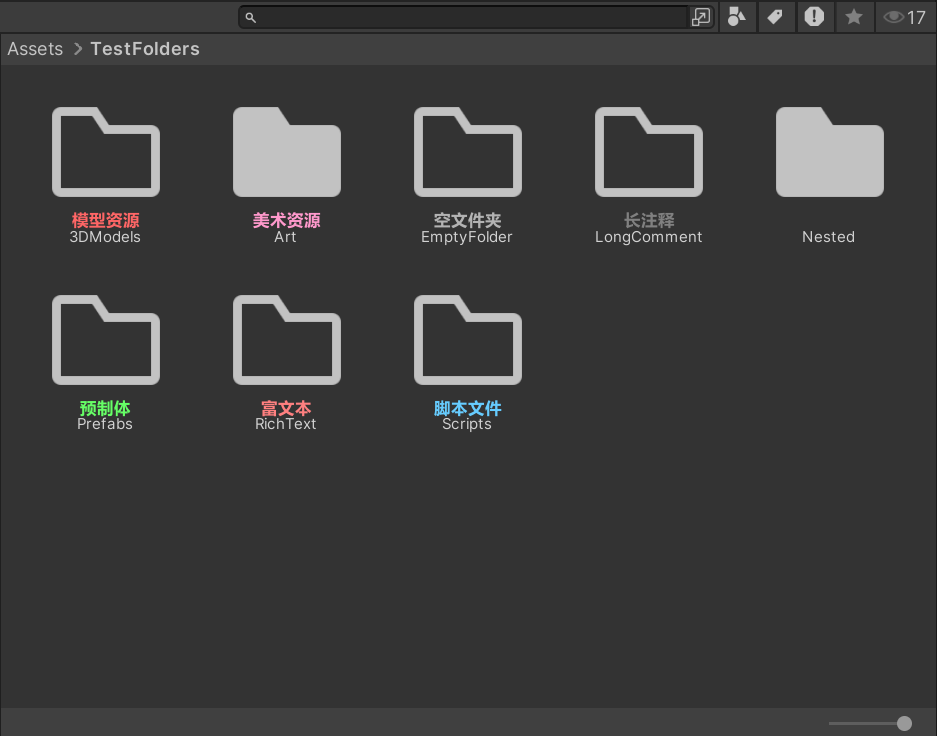 17
Assets > TestFolders
模型资源
3DModels
美术资源
Art
空文件夹
EmptyFolder
长注释
LongComment
Nested
预制体
Prefabs
富文本
RichText
脚本文件
Scripts